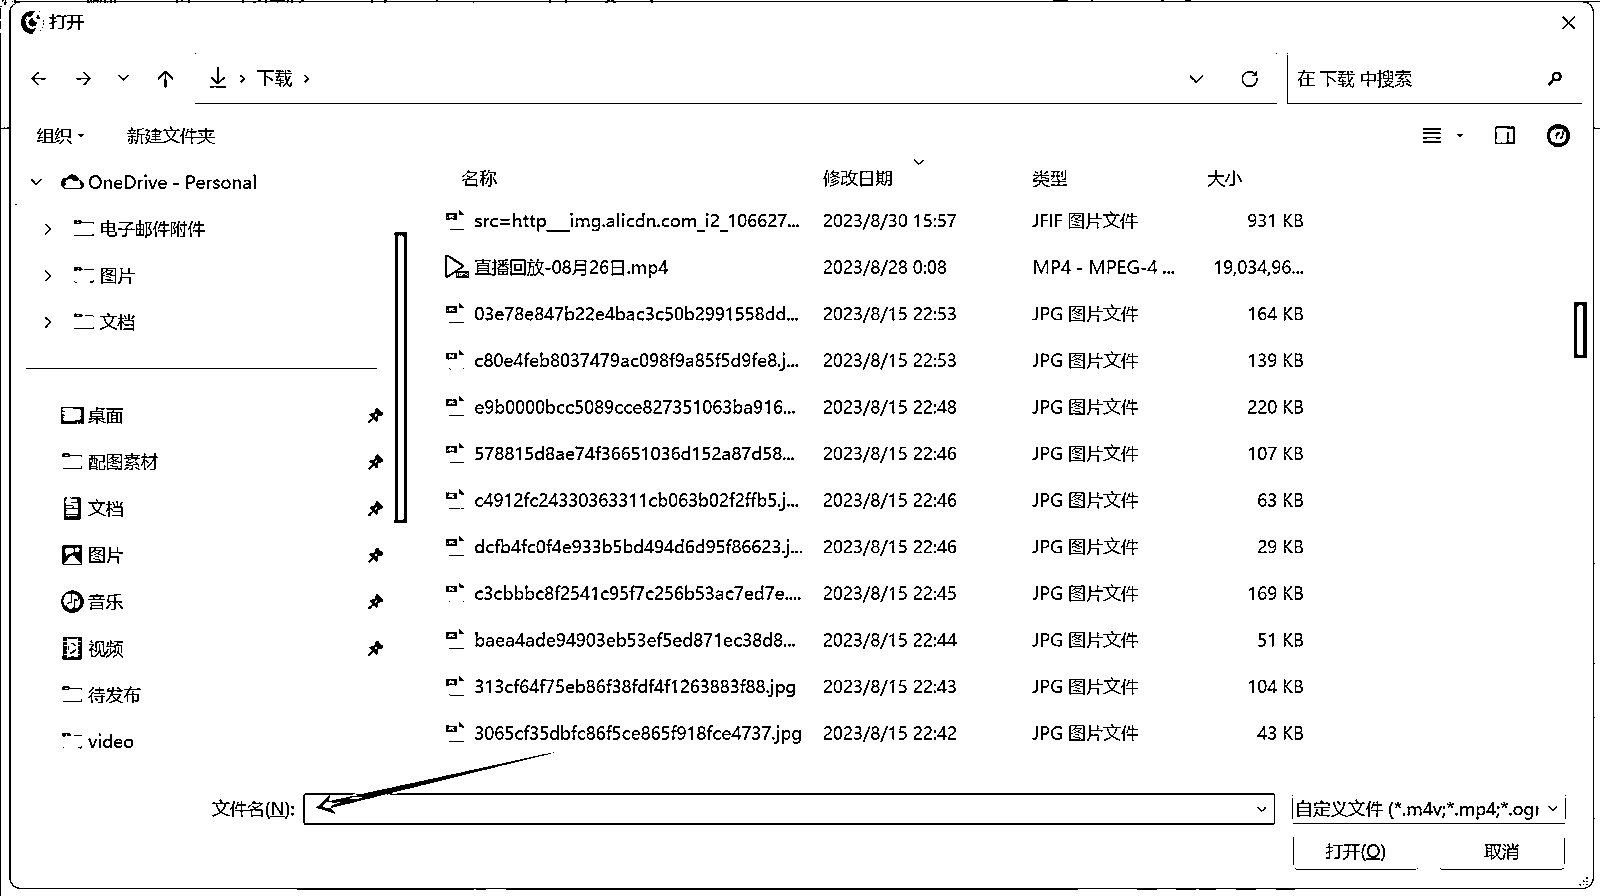 打开
下载
在 下载 中搜索
组织
新建文件夹
OneDrive - Personal
电子邮件附件
图片
文档
桌面
配图素材
文档
图片
音乐
视频
待发布
video
名称 修改日期 类型 大小
src=http__img.alicdn.com_i2_106627... 2023/8/30 15:57 JFIF 图片文件 931 KB
直播回放-08月26日.mp4 2023/8/28 0:08 MP4 - MPEG-4 ... 19,034,96...
03e78e847b22e4bac3c50b2991558dd... 2023/8/15 22:53 JPG 图片文件 164 KB
c80e4feb8037479ac098f9a85f5d9fe8.j... 2023/8/15 22:53 JPG 图片文件 139 KB
e9b0000bcc5089cce827351063ba916... 2023/8/15 22:48 JPG 图片文件 220 KB
578815d8ae74f36651036d152a87d58... 2023/8/15 22:46 JPG 图片文件 107 KB
c4912fc24330363311cb063b02f2ffb5.j... 2023/8/15 22:46 JPG 图片文件 63 KB
dcfb4fc0f4e933b5bd494d6d95f86623.j... 2023/8/15 22:46 JPG 图片文件 29 KB
c3cbbbc8f2541c95f7c256b53ac7ed7e.... 2023/8/15 22:45 JPG 图片文件 169 KB
baea4ade94903eb53ef5ed871ec38d8... 2023/8/15 22:44 JPG 图片文件 51 KB
313cf64f75eb86f38fdf4f1263883f88.jpg 2023/8/15 22:43 JPG 图片文件 104 KB
3065cf35dbfc86f5ce865f918fce4737.jpg 2023/8/15 22:42 JPG 图片文件 43 KB
文件名(N):
自定义文件 (*.m4v;*.mp4;*.ogr
打开(O) 取消